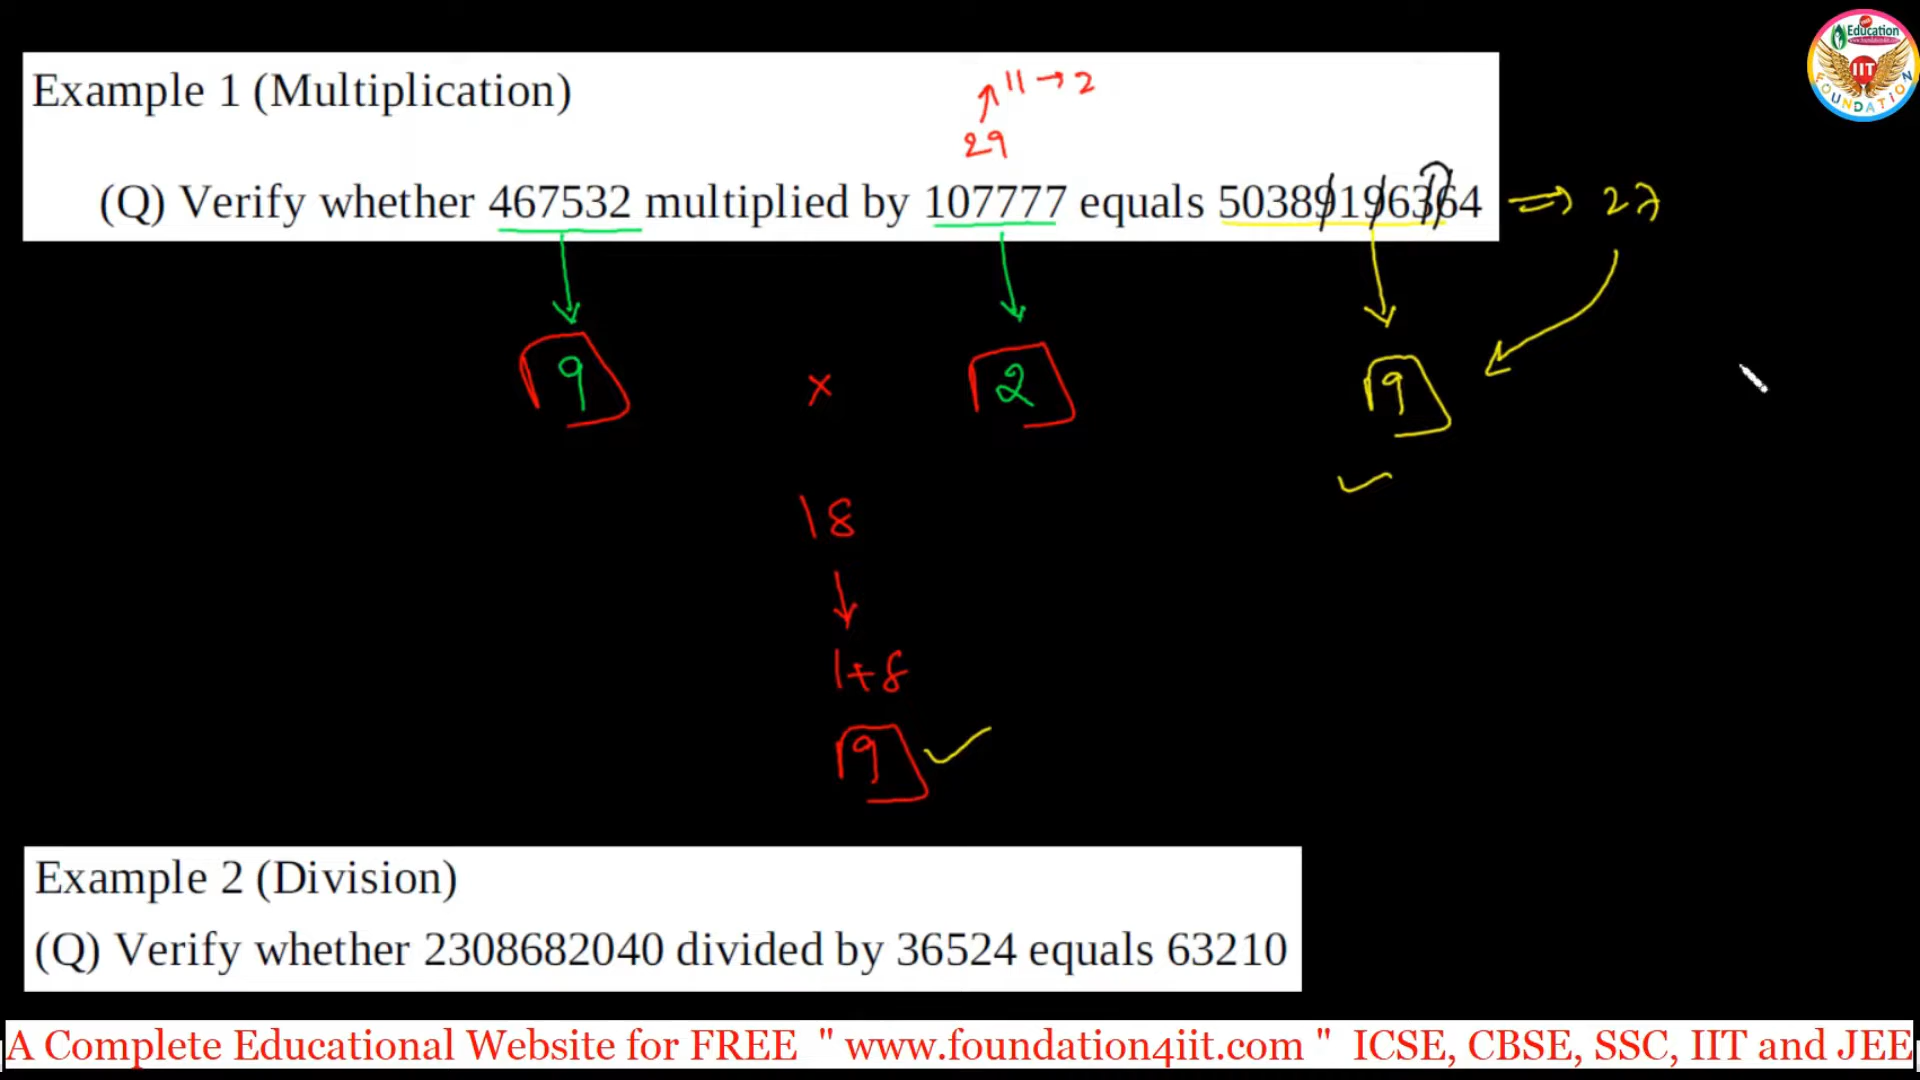 Education
IIT
FOUNDATION
Example 1 (Multiplication)
11 → 2
29
(Q) Verify whether 467532 multiplied by 107777 equals 50389196364 ⇒ 27
9 × 2 9
18
1+8
9
Example 2 (Division)
(Q) Verify whether 2308682040 divided by 36524 equals 63210
A Complete Educational Website for FREE " www.foundation4iit.com " ICSE, CBSE, SSC, IIT and JEE